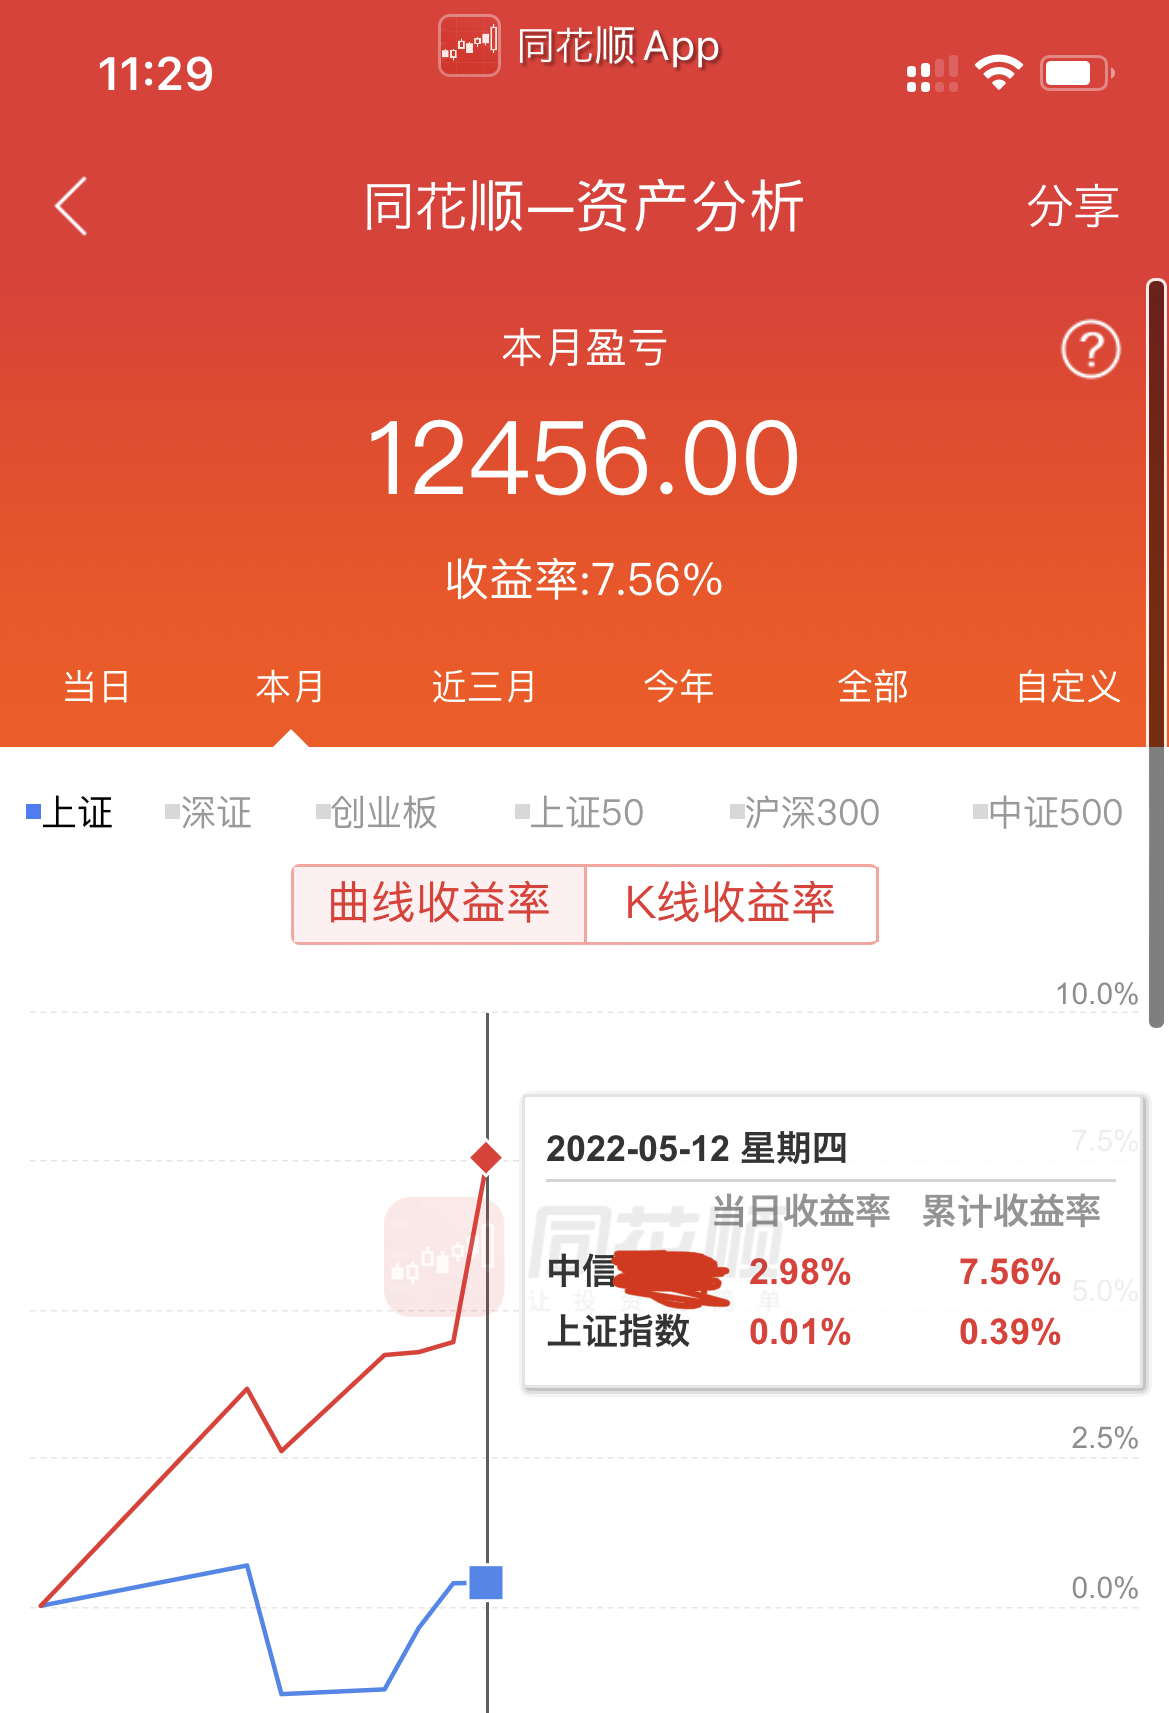 同花顺 App
11:29
同花顺—资产分析
分享
本月盈亏
?
12456.00
收益率:7.56%
当日 本月 近三月 今年 全部 自定义
上证 深证 创业板 上证50 沪深300 中证500
曲线收益率 K线收益率
10.0%
2022-05-12 星期四
7.5%
当日收益率 累计收益率
同花顺
中信 2.98% 7.56%
5.0%
让投资 简单
上证指数 0.01% 0.39%
2.5%
0.0%